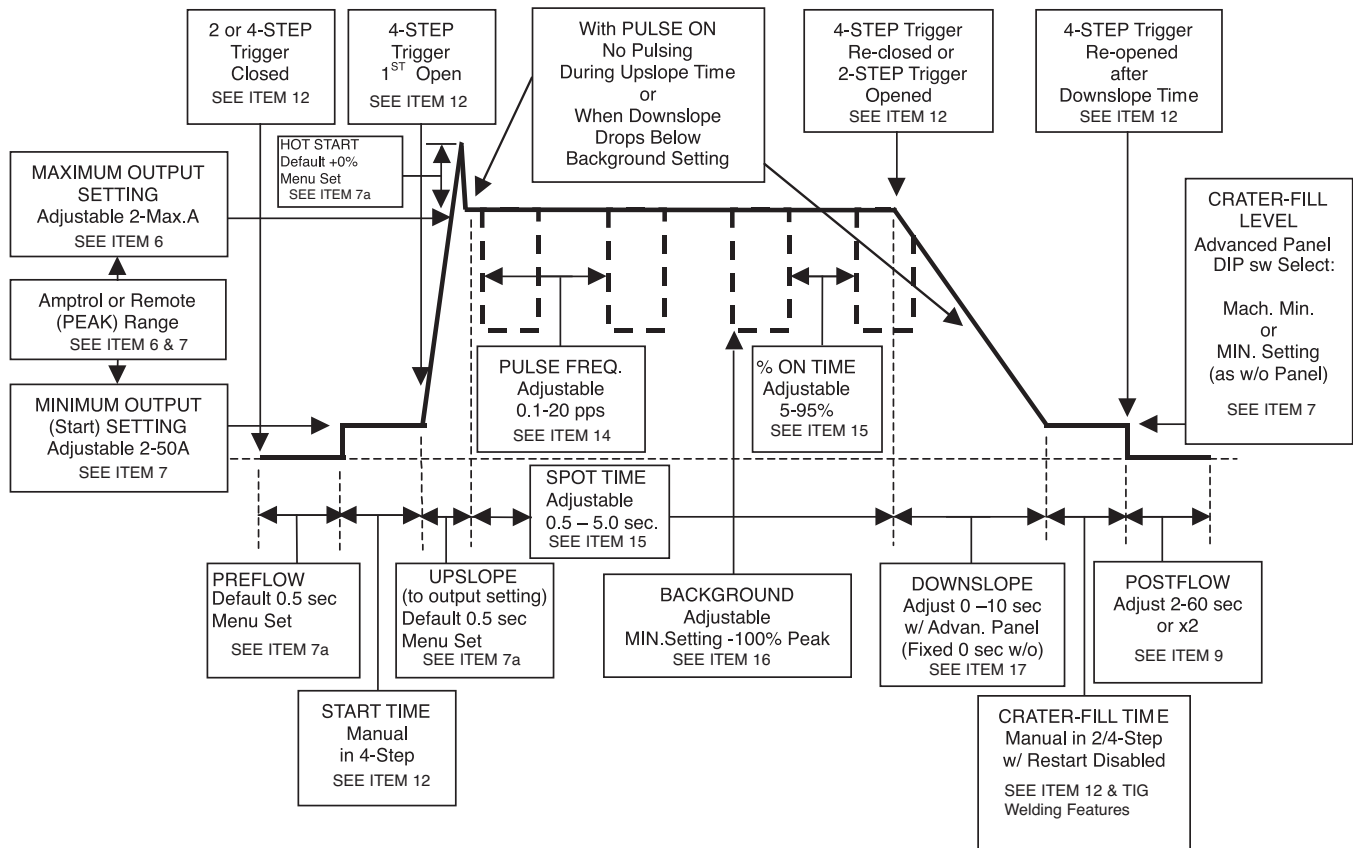 2 or 4-STEP
Trigger
Closed
SEE ITEM 12
4-STEP
Trigger
1ST Open
SEE ITEM 12
With PULSE ON
No Pulsing
During Upslope Time
or
When Downslope
Drops Below
Background Setting
4-STEP Trigger
Re-closed or
2-STEP Trigger
Opened
SEE ITEM 12
4-STEP Trigger
Re-opened
after
Downslope Time
SEE ITEM 12
HOT START
Default +0%
Menu Set
SEE ITEM 7a
MAXIMUM OUTPUT
SETTING
Adjustable 2-Max.A
SEE ITEM 6
Amptrol or Remote
(PEAK) Range
SEE ITEM 6 & 7
MINIMUM OUTPUT
(Start) SETTING
Adjustable 2-50A
SEE ITEM 7
CRATER-FILL
LEVEL
Advanced Panel
DIP sw Select:
Mach. Min.
or
MIN. Setting
(as w/o Panel)
SEE ITEM 7
PULSE FREQ.
Adjustable
0.1-20 pps
SEE ITEM 14
% ON TIME
Adjustable
5-95%
SEE ITEM 15
SPOT TIME
Adjustable
0.5 – 5.0 sec.
SEE ITEM 15
PREFLOW
Default 0.5 sec
Menu Set
SEE ITEM 7a
UPSLOPE
(to output setting)
Default 0.5 sec
Menu Set
SEE ITEM 7a
BACKGROUND
Adjustable
MIN.Setting -100% Peak
SEE ITEM 16
DOWNSLOPE
Adjust 0 –10 sec
w/ Advan. Panel
(Fixed 0 sec w/o)
SEE ITEM 17
POSTFLOW
Adjust 2-60 sec
or x2
SEE ITEM 9
START TIME
Manual
in 4-Step
SEE ITEM 12
CRATER-FILL TIME
Manual in 2/4-Step
w/ Restart Disabled
SEE ITEM 12 & TIG
Welding Features